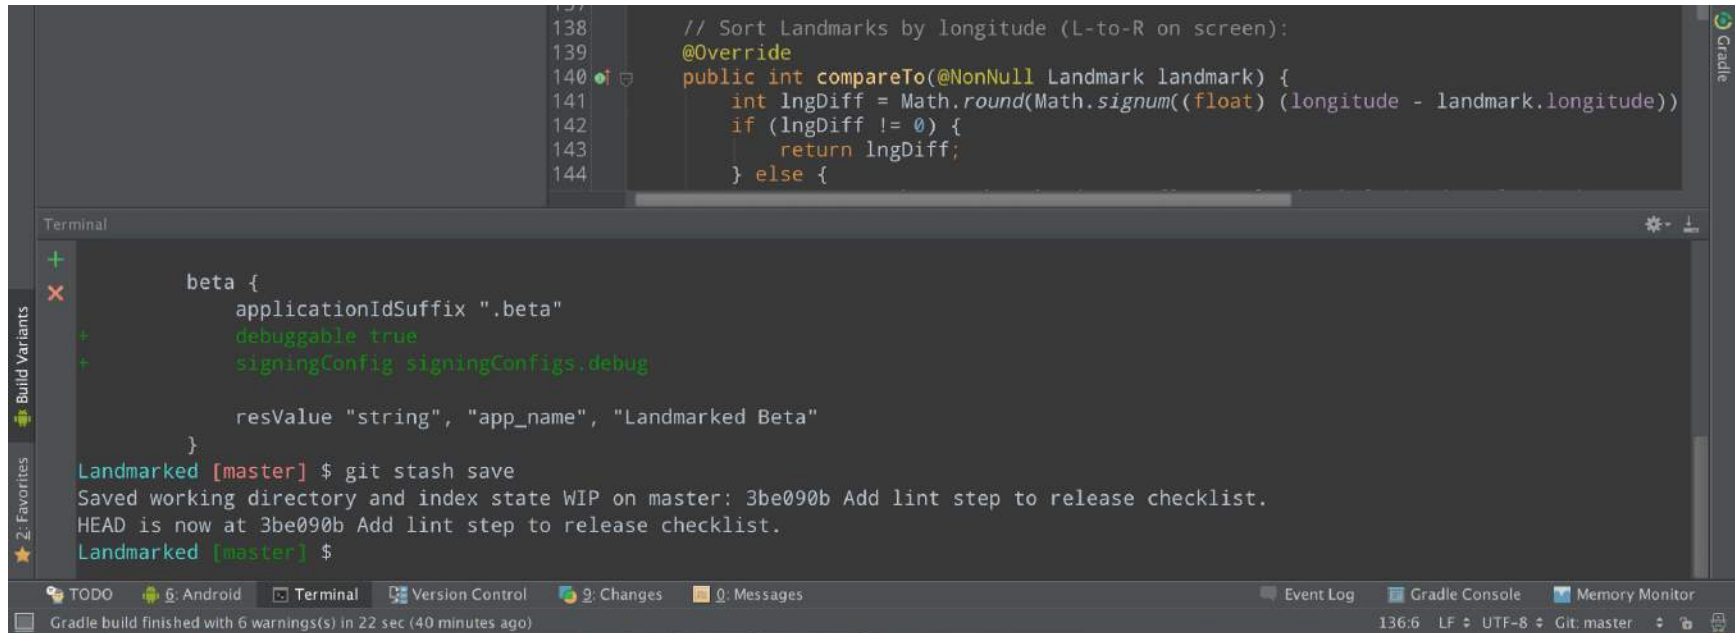 137
138 // Sort Landmarks by longitude (L-to-R on screen):
139 @Override
140 public int compareTo(@NonNull Landmark landmark) {
141 int lngDiff = Math.round(Math.signum((float) (longitude - landmark.longitude))
142 if (lngDiff != 0) {
143 return lngDiff;
144 } else {
Gradle
Terminal
beta {
applicationIdSuffix ".beta"
+ debuggable true
+ signingConfig signingConfigs.debug
resValue "string", "app_name", "Landmarked Beta"
}
Landmarked [master] $ git stash save
Saved working directory and index state WIP on master: 3be090b Add lint step to release checklist.
HEAD is now at 3be090b Add lint step to release checklist.
Landmarked [master] $
Build Variants
2: Favorites
TODO 6: Android Terminal Version Control 9: Changes 0: Messages Event Log Gradle Console Memory Monitor
Gradle build finished with 6 warnings(s) in 22 sec (40 minutes ago) 136:6 LF UTF-8 Git: master